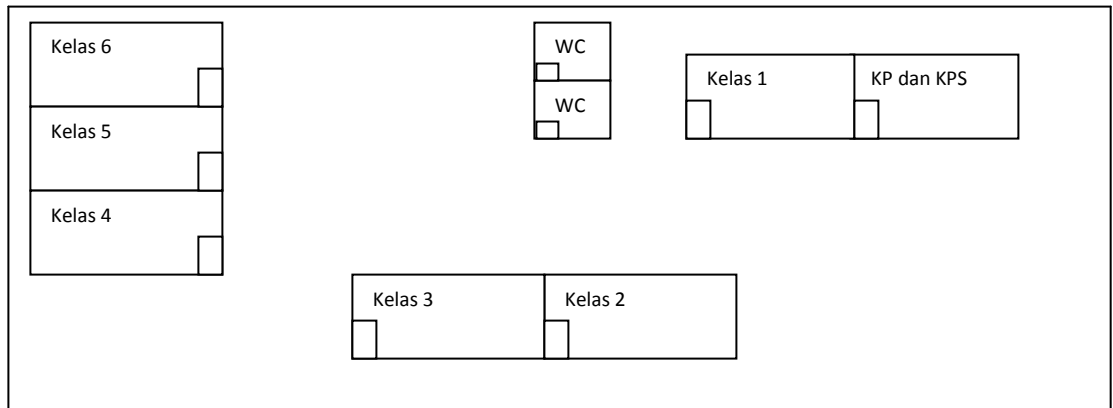 Kelas 6
WC
Kelas 1
KP dan KPS
WC
Kelas 5
Kelas 4
Kelas 3
Kelas 2